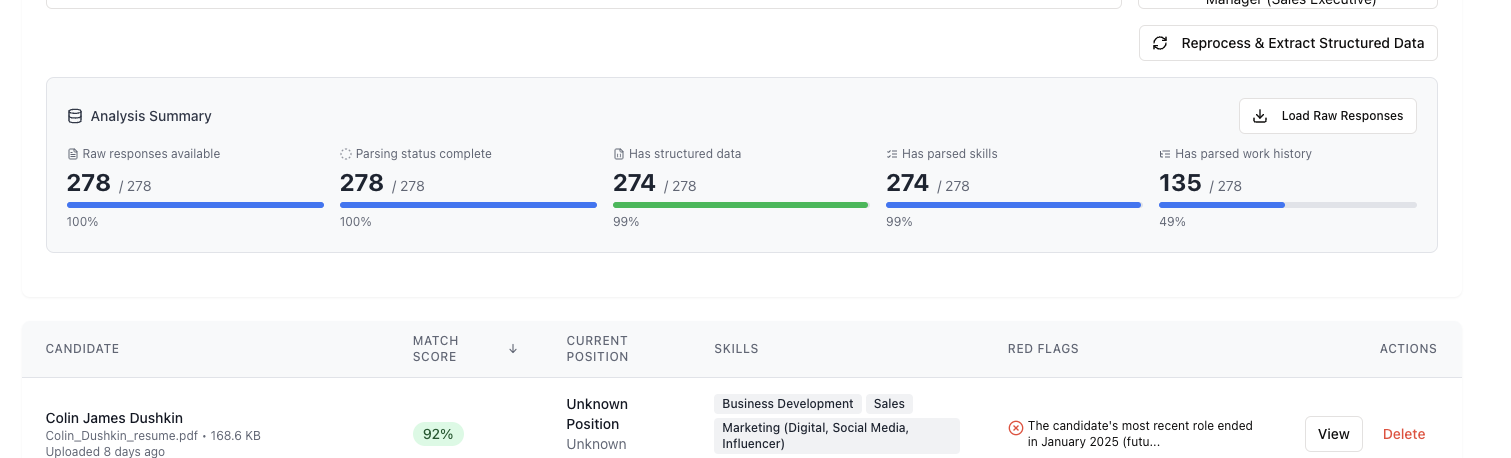 Manager (Sales Executive)
Reprocess & Extract Structured Data
Analysis Summary
Load Raw Responses
Raw responses available
278 / 278
100%
Parsing status complete
278 / 278
100%
Has structured data
274 / 278
99%
Has parsed skills
274 / 278
99%
Has parsed work history
135 / 278
49%
CANDIDATE
MATCH
SCORE
CURRENT
POSITION
SKILLS
RED FLAGS
ACTIONS
Colin James Dushkin
Colin_Dushkin_resume.pdf • 168.6 KB
Uploaded 8 days ago
92%
Unknown
Position
Unknown
Business Development
Sales
Marketing (Digital, Social Media,
Influencer)
The candidate's most recent role ended
in January 2025 (futu...
View
Delete